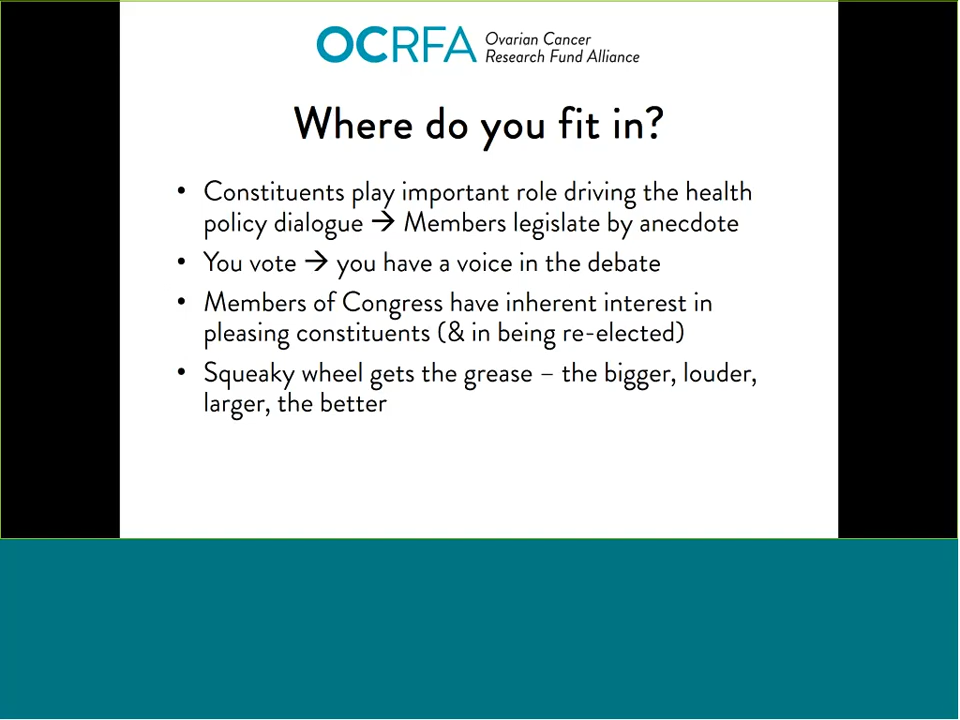 OCRFA Ovarian Cancer
Research Fund Alliance
Where do you fit in?
• Constituents play important role driving the health
policy dialogue → Members legislate by anecdote
• You vote → you have a voice in the debate
• Members of Congress have inherent interest in
pleasing constituents (& in being re-elected)
• Squeaky wheel gets the grease – the bigger, louder,
larger, the better